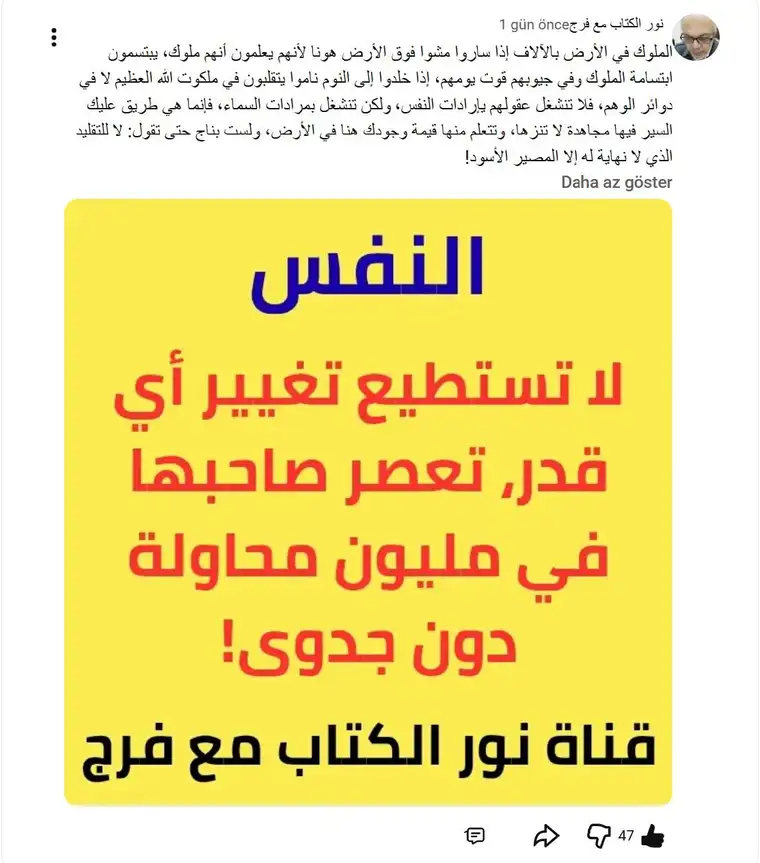 نور الكتاب مع فرج1 gün önce
الملوك في الأرض بالآلاف إذا ساروا مشوا فوق الأرض هونا لأنهم يعلمون أنهم ملوك، يبتسمون
ابتسامة الملوك وفي جيوبهم قوت يومهم، إذا خلدوا إلى النوم ناموا يتقلبون في ملكوت الله العظيم لا في
دوائر الوهم، فلا تنشغل عقولهم بإرادات النفس، ولكن تنشغل بمرادات السماء، فإنما هي طريق عليك
السير فيها مجاهدة لا تنزها، وتتعلم منها قيمة وجودك هنا في الأرض، ولست بناج حتى تقول: لا للتقليد
الذي لا نهاية له إلا المصير الأسود!
Daha az göster
النفس
لا تستطيع تغيير أي
قدر، تعصر صاحبها
في مليون محاولة
دون جدوى!
قناة نور الكتاب مع فرج
47